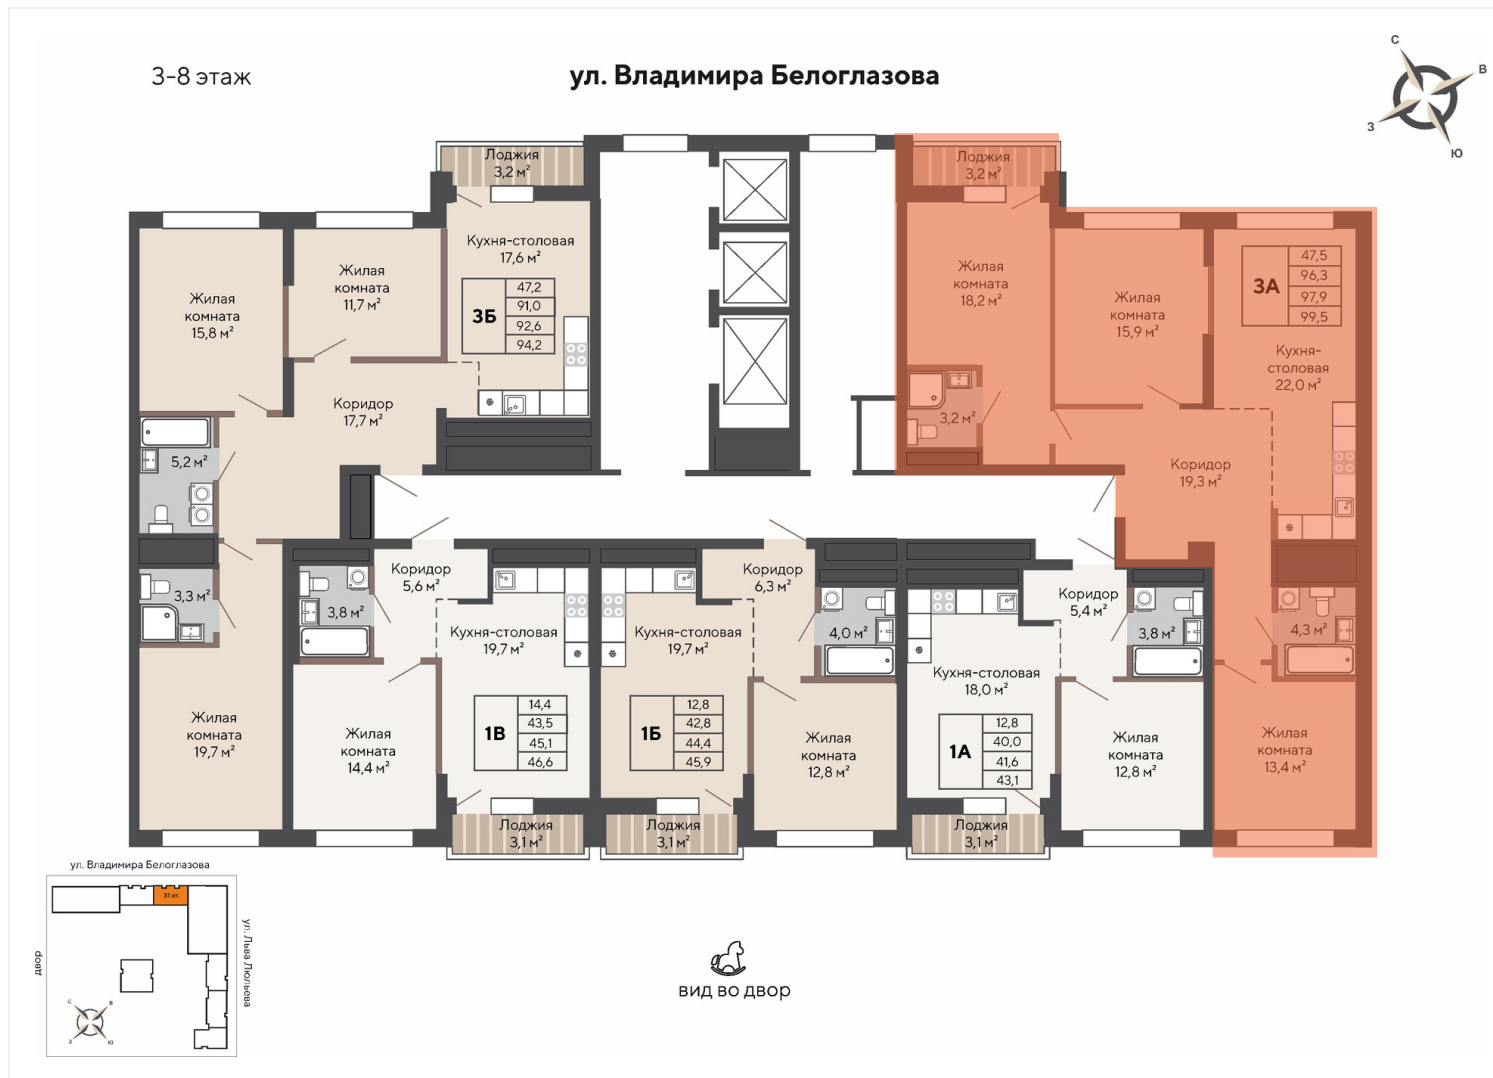 3-8 этаж
ул. Владимира Белоглазова
С
В
З
Ю
Лоджия
3,2 м²
Кухня-столовая
17,6 м²
3Б
47,2
91,0
92,6
94,2
Жилая
комната
11,7 м²
Жилая
комната
15,8 м²
Коридор
17,7 м²
5,2 м²
3,3 м²
Жилая
комната
19,7 м²
Лоджия
3,2 м²
Жилая
комната
18,2 м²
Жилая
комната
15,9 м²
3А
47,5
96,3
97,9
99,5
Кухня-
столовая
22,0 м²
3,2 м²
Коридор
19,3 м²
4,3 м²
Жилая
комната
13,4 м²
Коридор
5,6 м²
3,8 м²
Кухня-столовая
19,7 м²
Жилая
комната
14,4 м²
1В
14,4
43,5
45,1
46,6
Лоджия
3,1 м²
Коридор
6,3 м²
4,0 м²
Кухня-столовая
19,7 м²
1Б
12,8
42,8
44,4
45,9
Жилая
комната
12,8 м²
Лоджия
3,1 м²
Коридор
5,4 м²
3,8 м²
Кухня-столовая
18,0 м²
1А
12,8
40,0
41,6
43,1
Жилая
комната
12,8 м²
Лоджия
3,1 м²
ул. Владимира Белоглазова
31 эт.
двор
ул. Льва Люльева
С
В
З
Ю
вид во двор